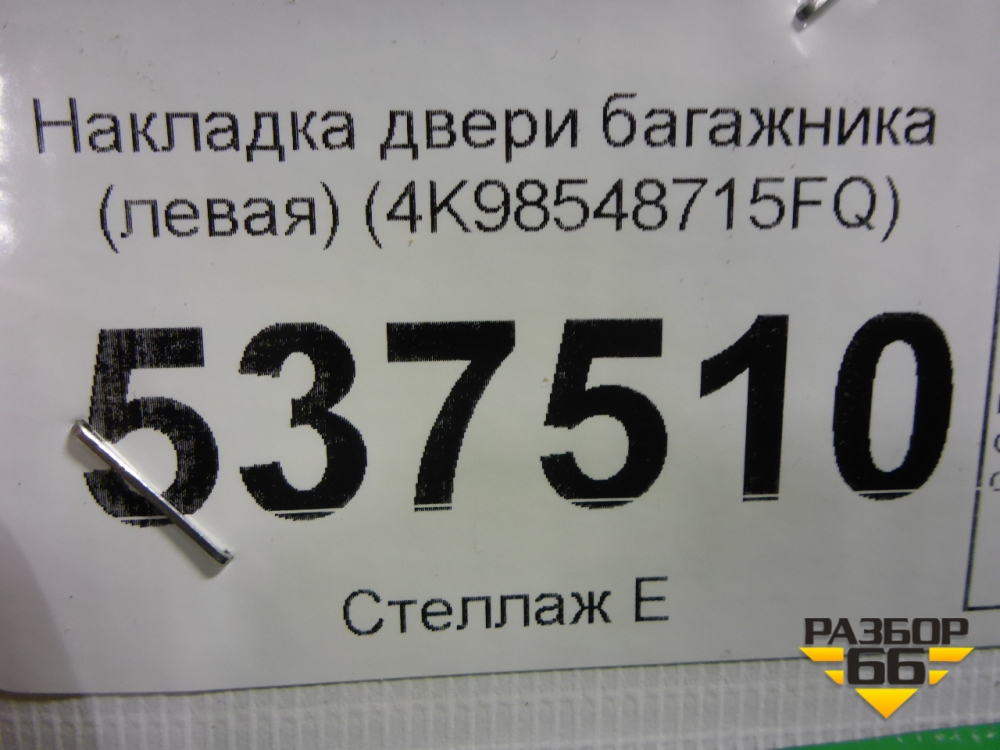 Накладка двери багажника
(левая) (4K98548715FQ)
537510
Стеллаж Е
РАЗБОР
66